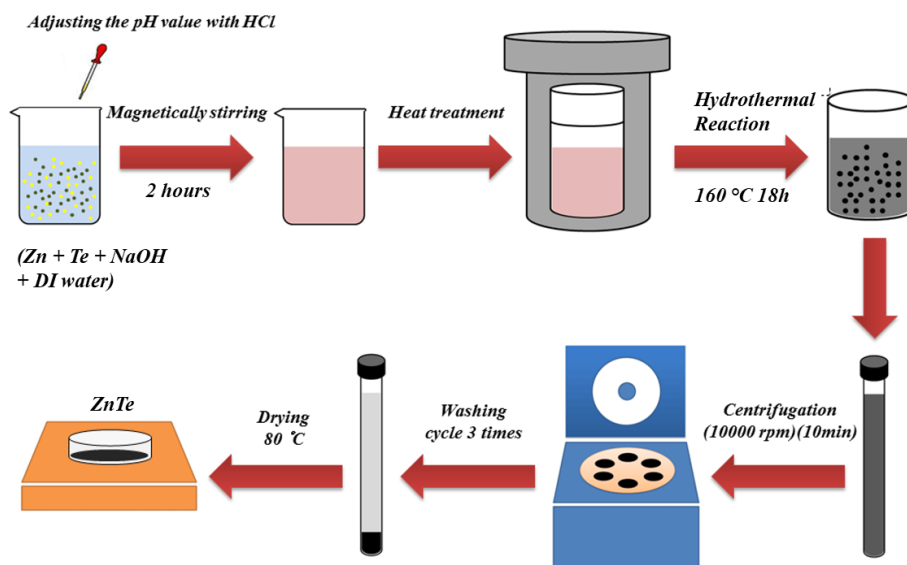 Adjusting the pH value with HCl
Magnetically stirring
2 hours
(Zn + Te + NaOH
+ DI water)
Heat treatment
Hydrothermal
Reaction
160 °C 18h
Centrifugation
(10000 rpm)(10min)
Washing
cycle 3 times
Drying
80 ˚C
ZnTe